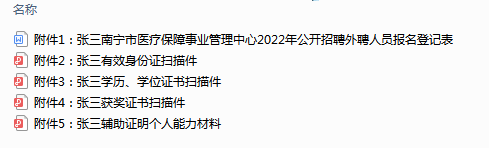 名称
附件1：张三南宁市医疗保障事业管理中心2022年公开招聘外聘人员报名登记表
附件2：张三有效身份证扫描件
附件3：张三学历、学位证书扫描件
附件4：张三获奖证书扫描件
附件5：张三辅助证明个人能力材料